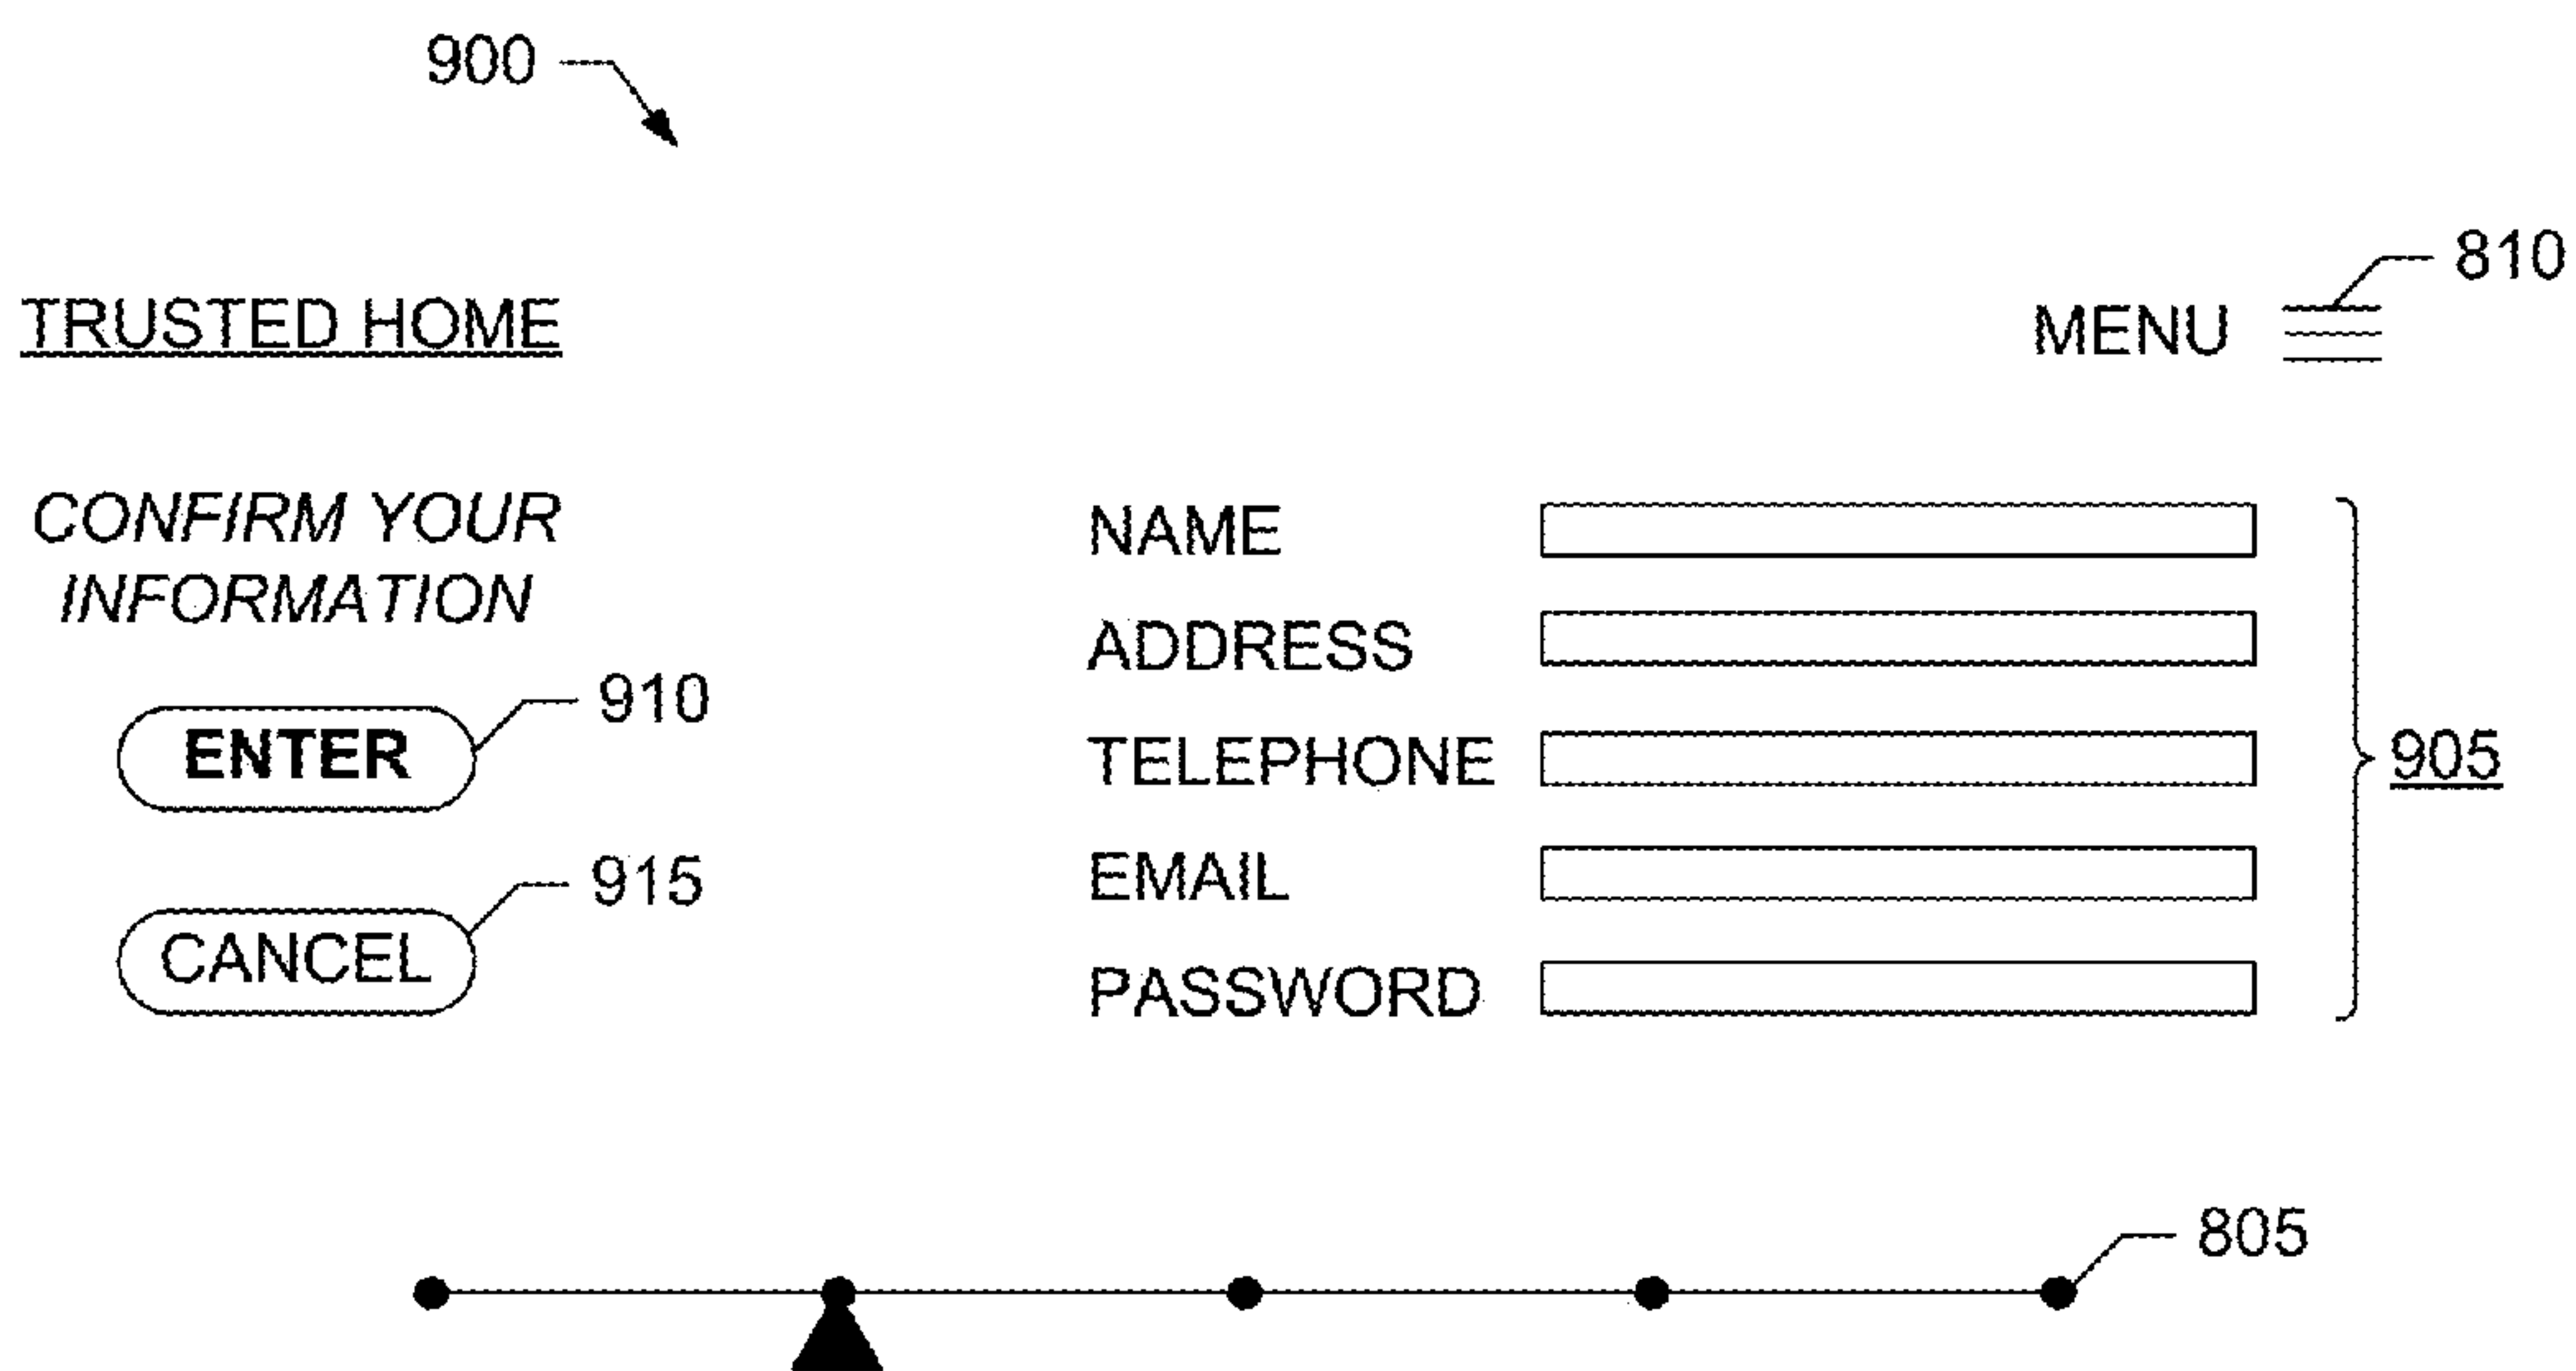 900
810
TRUSTED HOME
MENU
CONFIRM YOUR
INFORMATION
NAME
ADDRESS
910
ENTER
TELEPHONE
905
915
EMAIL
CANCEL
PASSWORD
805